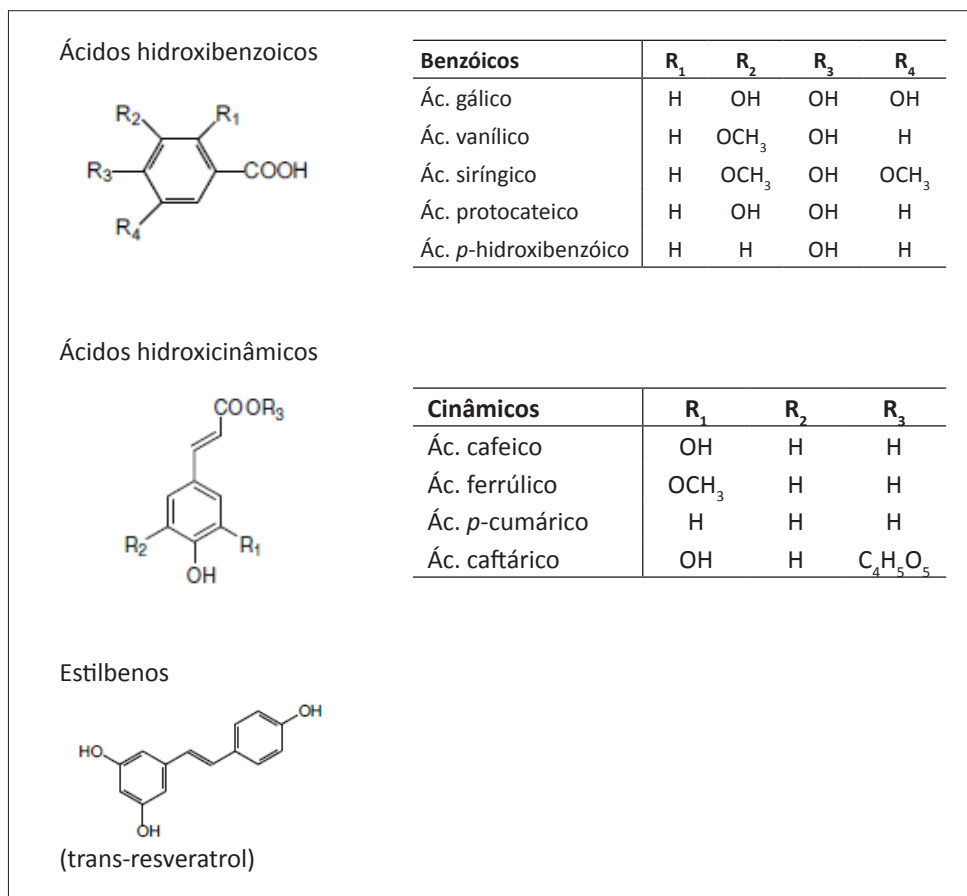 Ácidos hidroxibenzoicos
R₂ R₁
R₃ COOH
R₄
Benzóicos R₁ R₂ R₃ R₄
Ác. gálico H OH OH OH
Ác. vanílico H OCH₃ OH H
Ác. siríngico H OCH₃ OH OCH₃
Ác. protocateico H OH OH H
Ác. p-hidroxibenzóico H H OH H
Ácidos hidroxicinâmicos
COOR₃
R₂ R₁
OH
Cinâmicos R₁ R₂ R₃
Ác. cafeico OH H H
Ác. ferrúlico OCH₃ H H
Ác. p-cumárico H H H
Ác. caftárico OH H C₄H₅O₅
Estilbenos
OH
HO
OH
(trans-resveratrol)